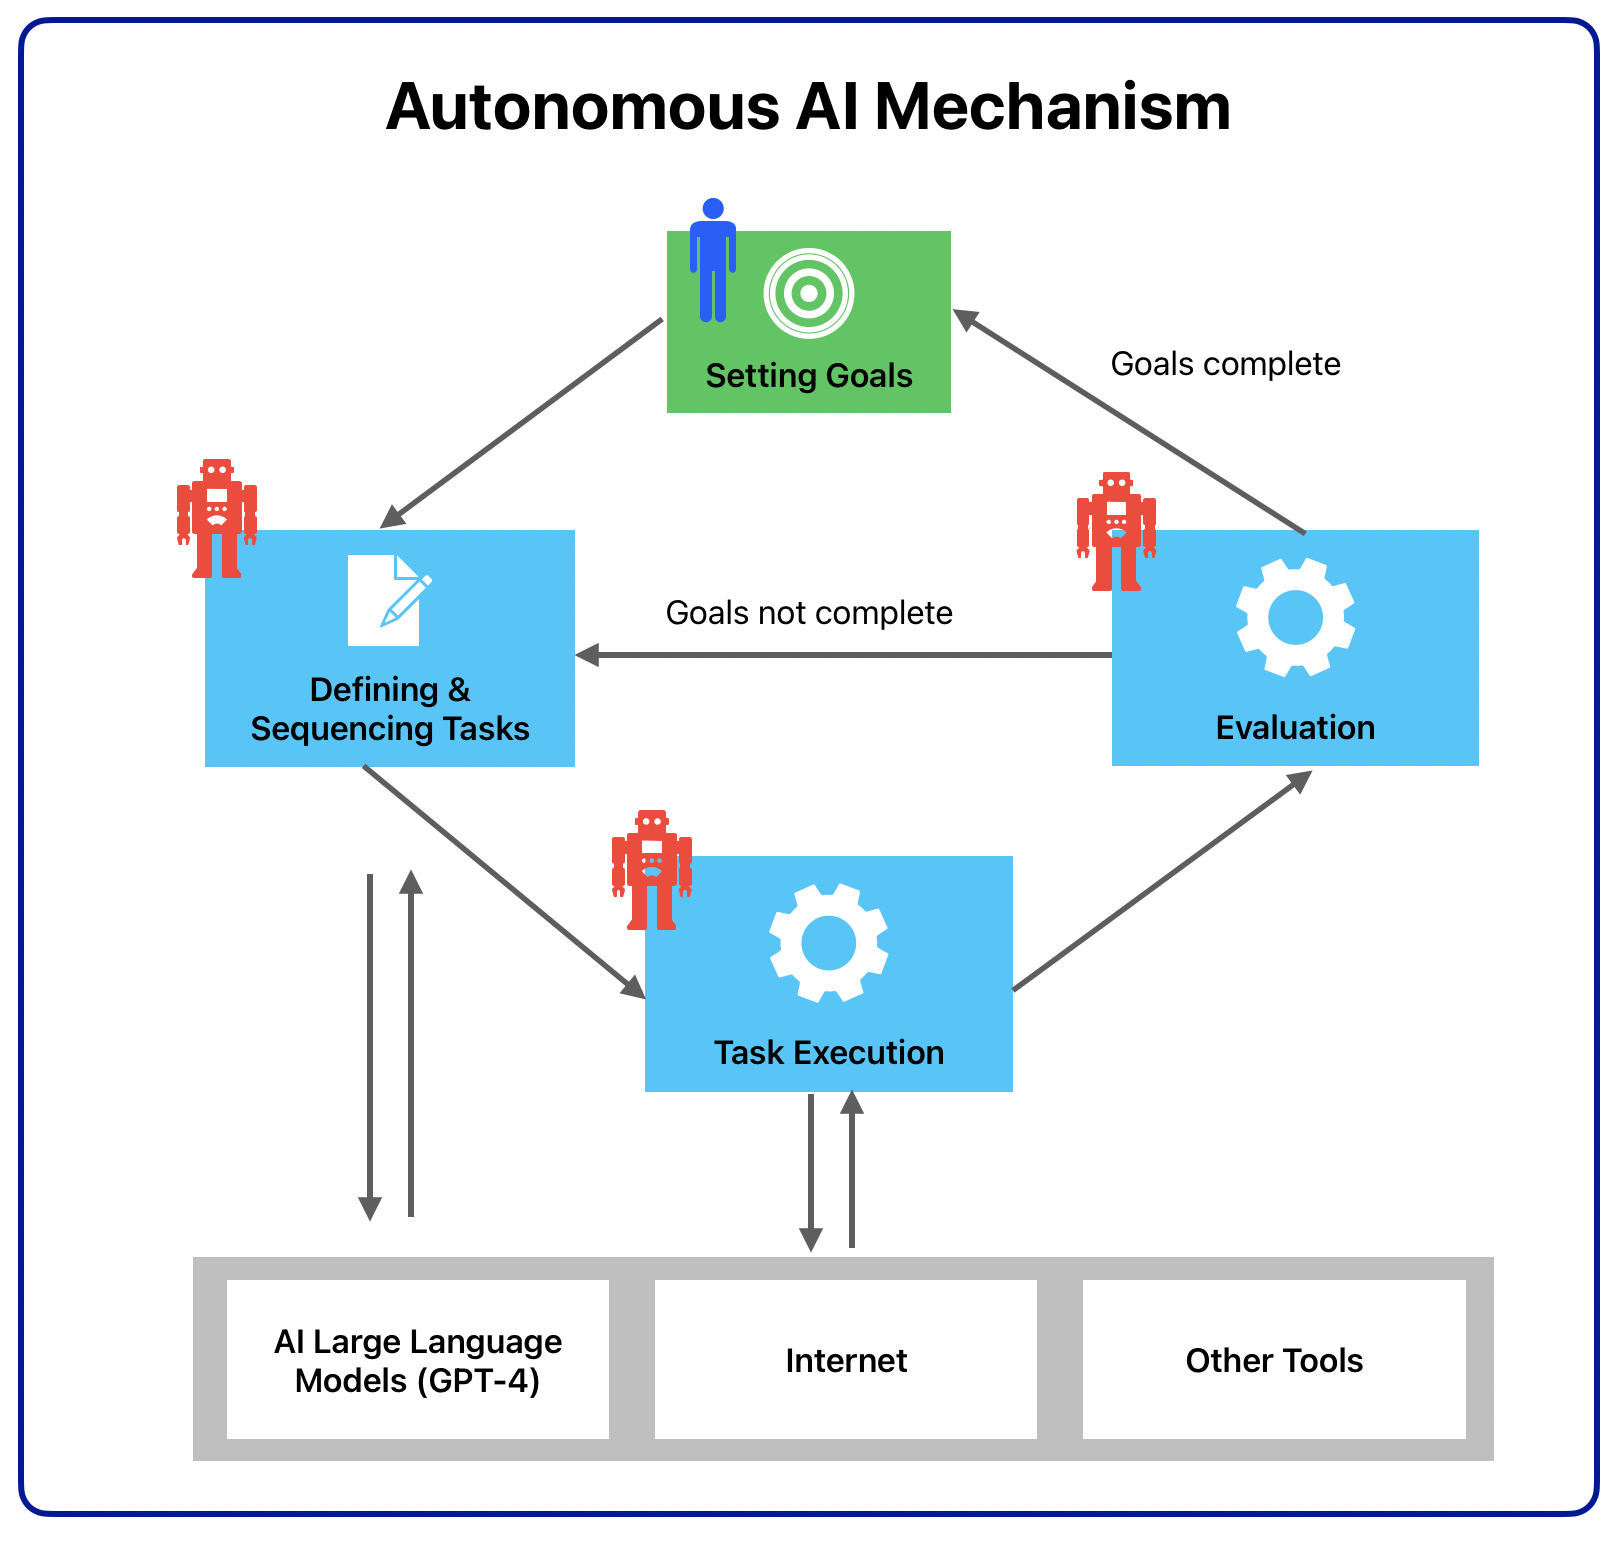 Autonomous AI Mechanism
Setting Goals
Goals complete
Goals not complete
Defining &
Sequencing Tasks
Evaluation
Task Execution
AI Large Language
Models (GPT-4)
Internet
Other Tools